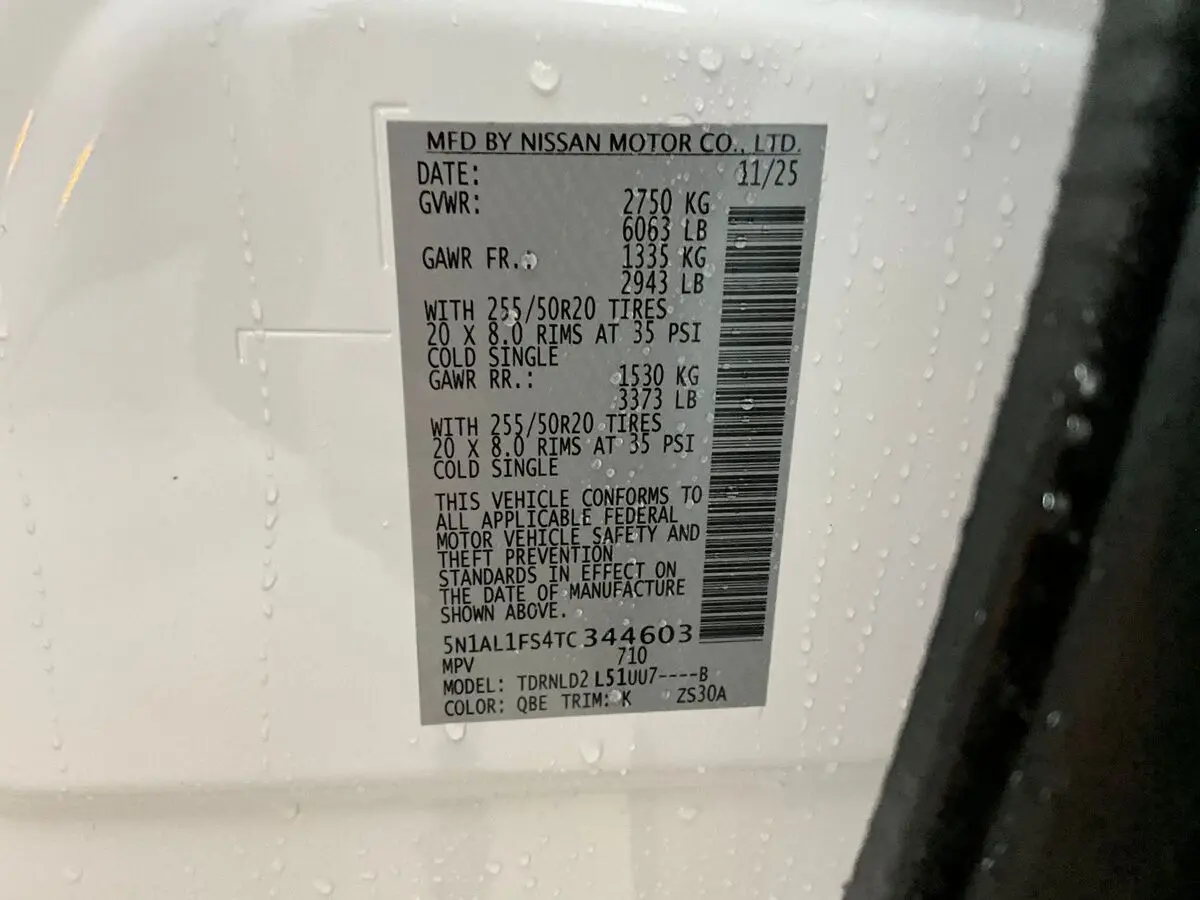 MFD BY NISSAN MOTOR CO., LTD.
DATE: 11/25
GVWR: 2750 KG
6063 LB
GAWR FR.: 1335 KG
2943 LB
WITH 255/50R20 TIRES
20 X 8.0 RIMS AT 35 PSI
COLD SINGLE
GAWR RR.: 1530 KG
3373 LB
WITH 255/50R20 TIRES
20 X 8.0 RIMS AT 35 PSI
COLD SINGLE
THIS VEHICLE CONFORMS TO
ALL APPLICABLE FEDERAL
MOTOR VEHICLE SAFETY AND
THEFT PREVENTION
STANDARDS IN EFFECT ON
THE DATE OF MANUFACTURE
SHOWN ABOVE.
5N1AL1FS4TC344603
MPV 710
MODEL: TDRNLD2 L51UU7----B
COLOR: QBE TRIM: K ZS30A